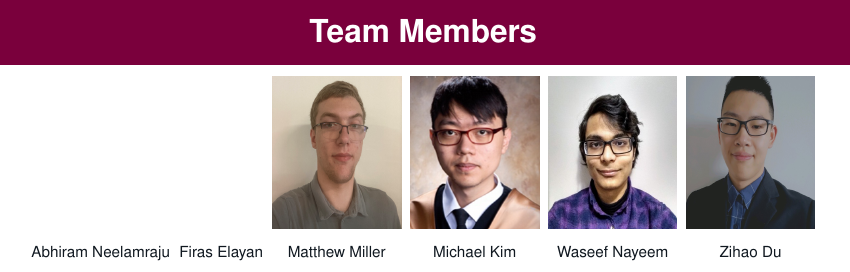 Team Members
Abhiram Neelamraju Firas Elayan Matthew Miller Michael Kim Waseef Nayeem Zihao Du